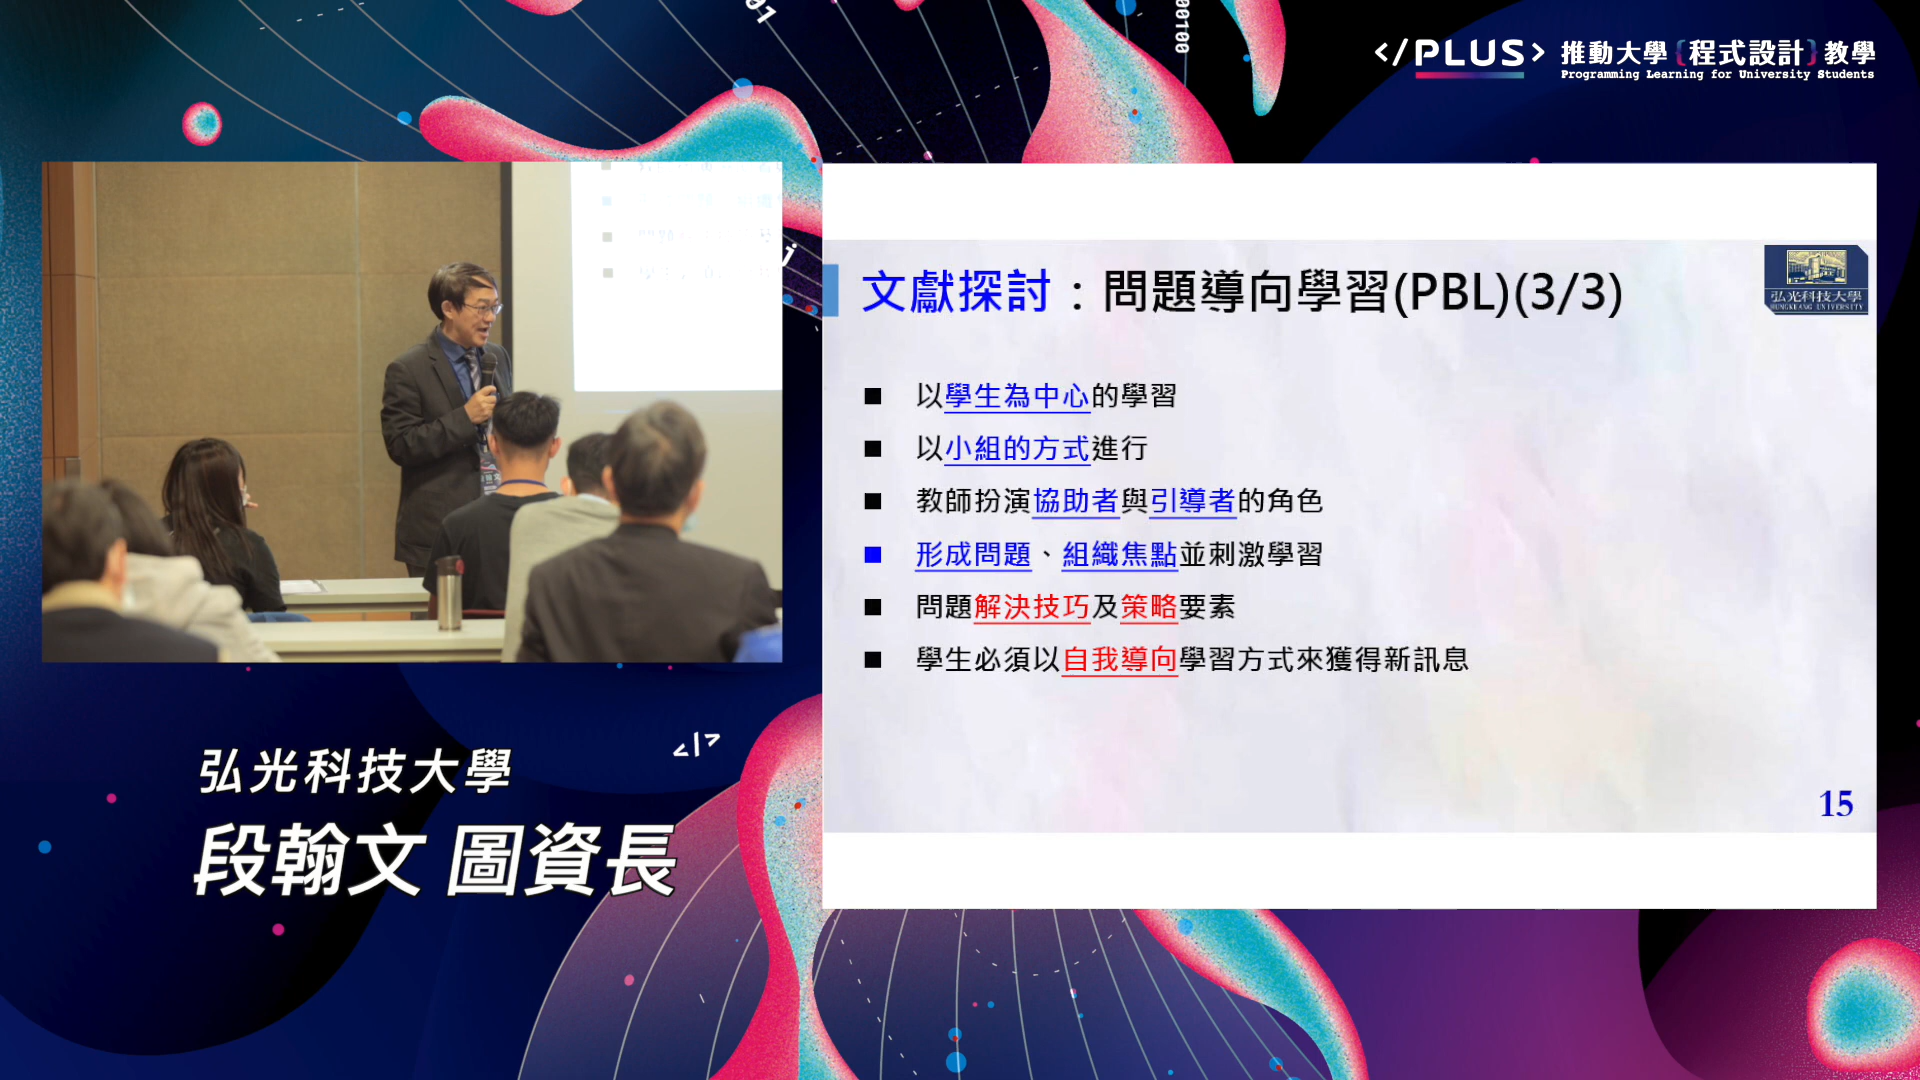 01
00100
</PLUS> 推動大學{程式設計}教學
Programming Learning for University Students
j
文獻探討：問題導向學習(PBL)(3/3)
弘光科技大學
HUNGKUANG UNIVERSITY
■ 以學生為中心的學習
■ 以小組的方式進行
■ 教師扮演協助者與引導者的角色
■ 形成問題、組織焦點並刺激學習
■ 問題解決技巧及策略要素
■ 學生必須以自我導向學習方式來獲得新訊息
15
</>
弘光科技大學
段翰文 圖資長